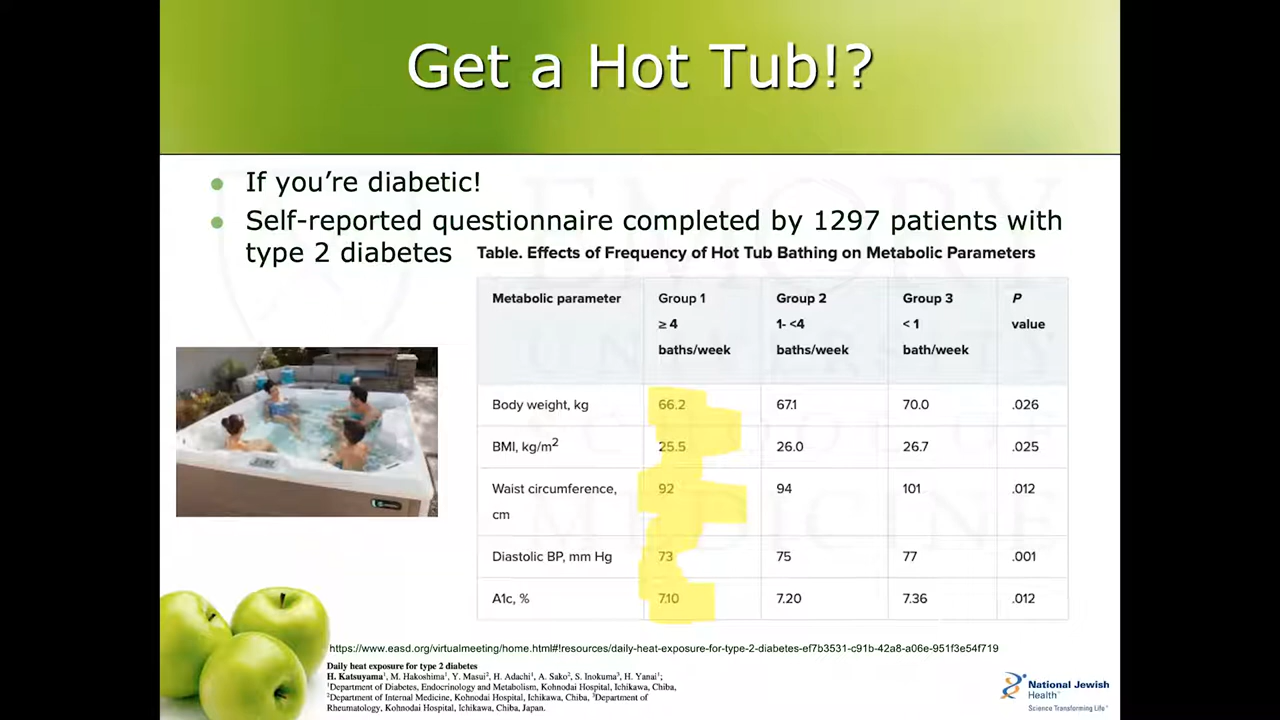 Get a Hot Tub!?
If you're diabetic!
Self-reported questionnaire completed by 1297 patients with
type 2 diabetes
Table. Effects of Frequency of Hot Tub Bathing on Metabolic Parameters
Metabolic parameter Group 1 Group 2 Group 3 P
≥ 4 1- <4 < 1 value
baths/week baths/week bath/week
Body weight, kg 66.2 67.1 70.0 .026
BMI, kg/m2 25.5 26.0 26.7 .025
Waist circumference, 92 94 101 .012
cm
Diastolic BP, mm Hg 73 75 77 .001
A1c, % 7.10 7.20 7.36 .012
EMORY
UNIVERSITY
SCHOOL OF
MEDICINE
https://www.easd.org/virtualmeeting/home.html#!resources/daily-heat-exposure-for-type-2-diabetes-ef7b3531-c91b-42a8-a06e-951f3e54f719
Daily heat exposure for type 2 diabetes
H. Katsuyama1, M. Hakoshima1, Y. Masui2, H. Adachi1, A. Sako2, S. Inokuma3, H. Yanai1;
1Department of Diabetes, Endocrinology and Metabolism, Kohnodai Hospital, Ichikawa, Chiba,
2Department of Internal Medicine, Kohnodai Hospital, Ichikawa, Chiba, 3Department of
Rheumatology, Kohnodai Hospital, Ichikawa, Chiba, Japan.
National Jewish
Health®
Science Transforming Life®